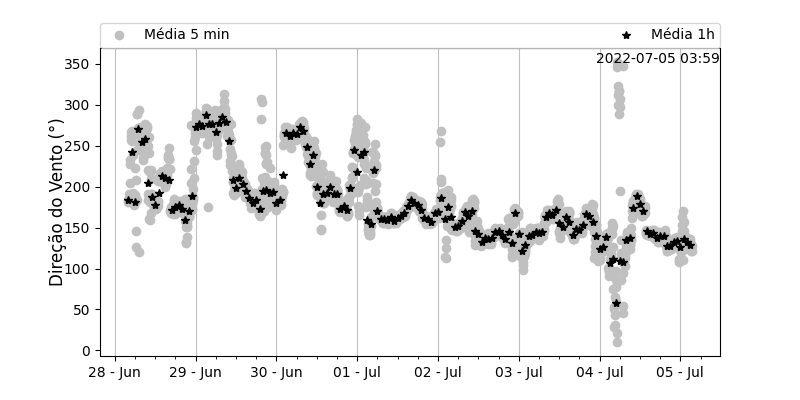 Média 5 min
Média 1h
2022-07-05 03:59
Direção do Vento (°)
350
300
250
200
150
100
50
0
28 - Jun
29 - Jun
30 - Jun
01 - Jul
02 - Jul
03 - Jul
04 - Jul
05 - Jul